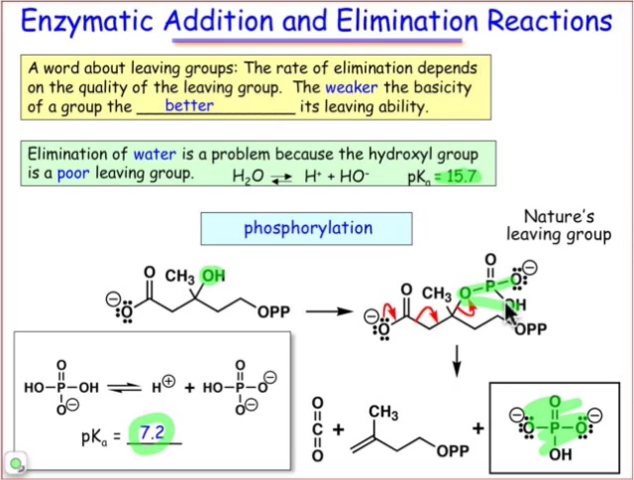 Enzymatic Addition and Elimination Reactions
A word about leaving groups: The rate of elimination depends
on the quality of the leaving group. The weaker the basicity
of a group the ___better___ its leaving ability.
Elimination of water is a problem because the hydroxyl group
is a poor leaving group. H₂O ⇌ H⁺ + HO⁻ pKₐ = 15.7
phosphorylation
Nature's
leaving group
O CH₃ OH
⊖ :O: OPP
O
O–P–O: ⊖
O CH₃ OH
⊖ :O: OPP
O O
HO–P–OH ⇌ H⊕ + HO–P–O⊖
O⊖ O⊖
pKₐ = 7.2
O=C=O + CH₃ OPP +
O
⊖ :O–P–O: ⊖
OH